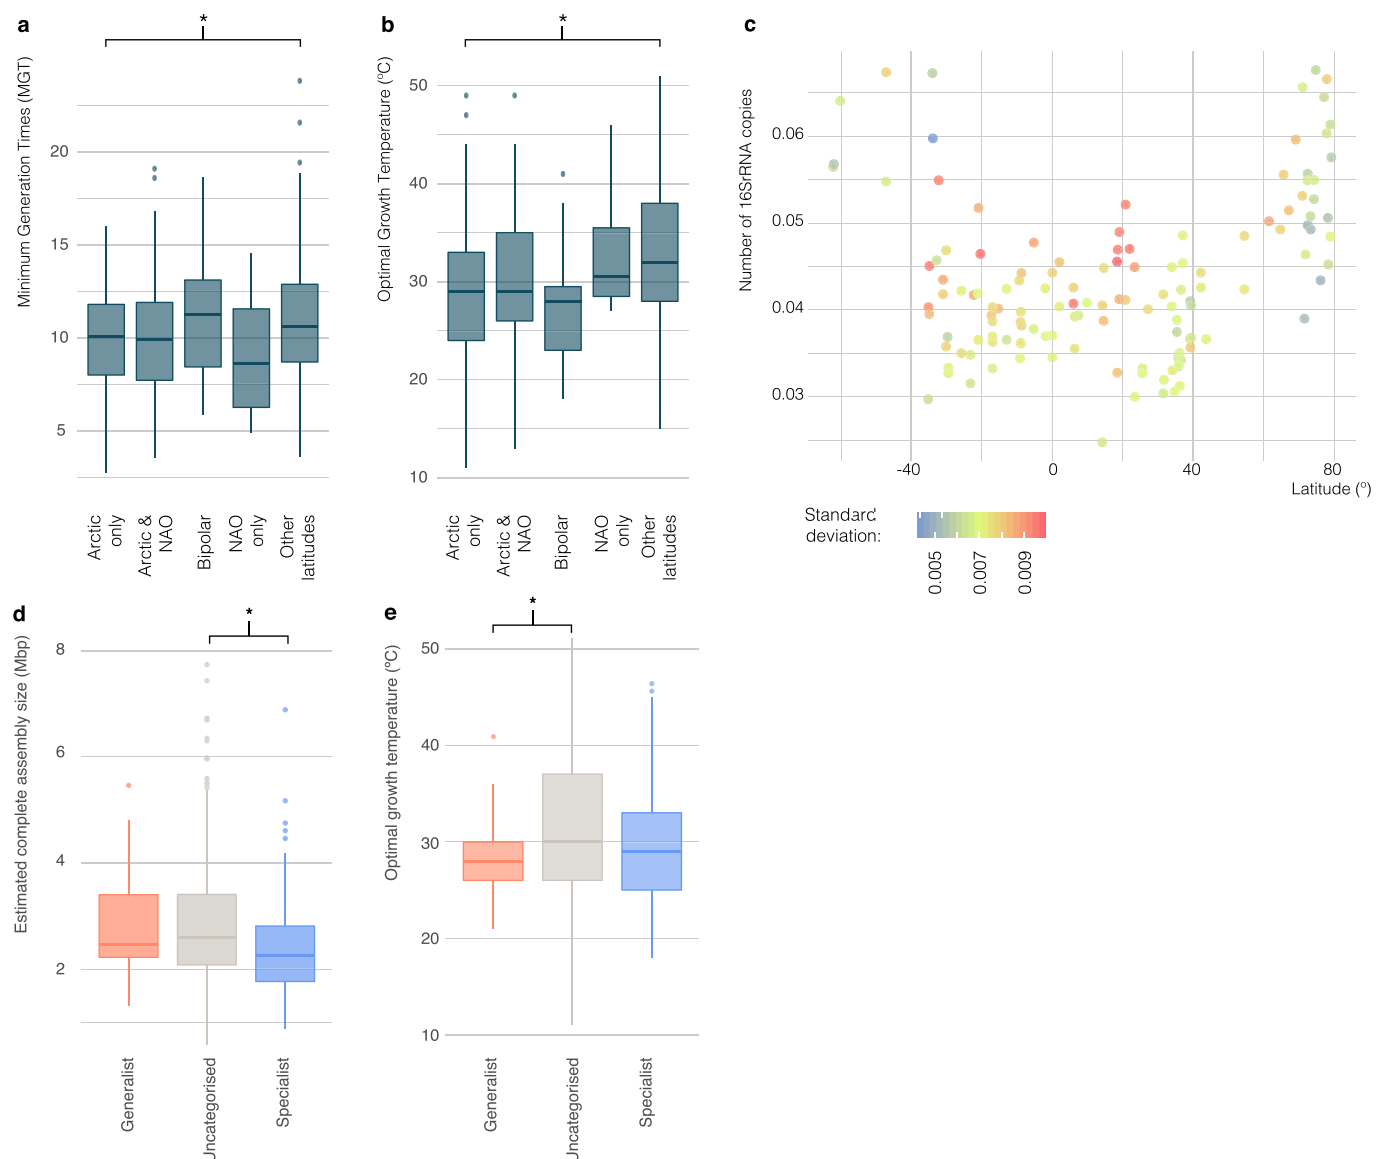 a
*
Minimum Generation Times (MGT)
20
15
10
5
Arctic
only
Arctic &
NAO
Bipolar
NAO
only
Other
latitudes
b
*
Optimal Growth Temperature (°C)
50
40
30
20
10
Arctic
only
Arctic &
NAO
Bipolar
NAO
only
Other
latitudes
c
Number of 16SrRNA copies
0.06
0.05
0.04
0.03
-40
0
40
80
Latitude (°)
Standard
deviation:
0.005
0.007
0.009
d
*
Estimated complete assembly size (Mbp)
8
6
4
2
Generalist
Uncategorised
Specialist
e
*
Optimal growth temperature (°C)
50
40
30
20
10
Generalist
Uncategorised
Specialist